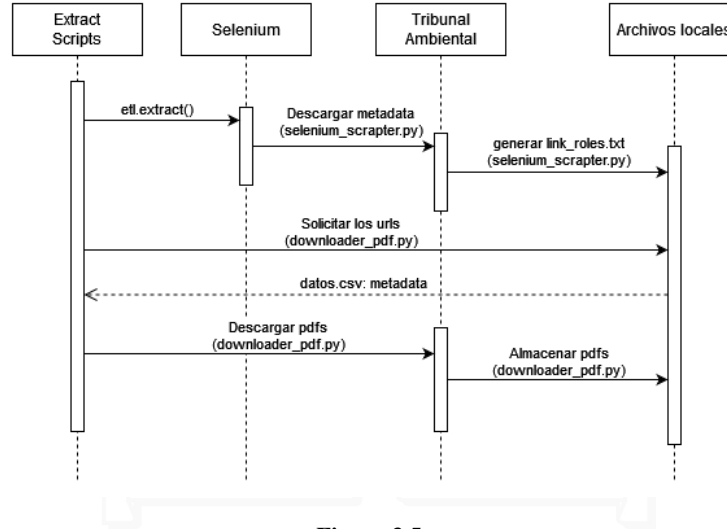 Extract
Scripts
Selenium
Tribunal
Ambiental
Archivos locales
etl.extract()
Descargar metadata
(selenium_scrapter.py)
generar link_roles.txt
(selenium_scrapter.py)
Solicitar los urls
(downloader_pdf.py)
datos.csv: metadata
Descargar pdfs
(downloader_pdf.py)
Almacenar pdfs
(downloader_pdf.py)